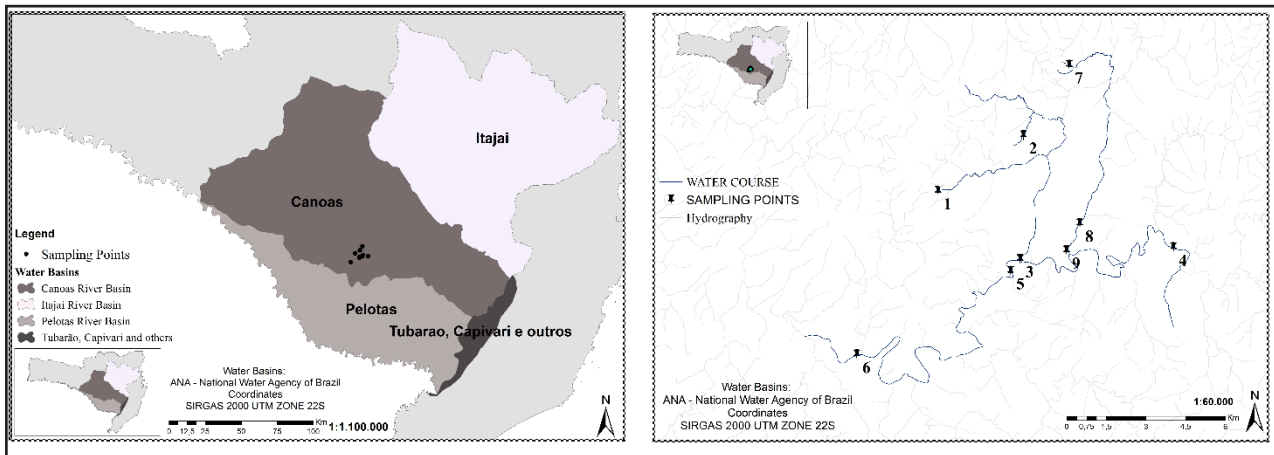 Itajai
Canoas
Pelotas
Tubarao, Capivari e outros
Legend
Sampling Points
Water Basins
Canoas River Basin
Itajai River Basin
Pelotas River Basin
Tubarão, Capivari and others
Water Basins:
ANA - National Water Agency of Brazil
Coordinates
SIRGAS 2000 UTM ZONE 22S
Km
0 12,5 25 50 75 100
1:1.100.000
N
7
2
1
WATER COURSE
SAMPLING POINTS
Hydrography
8
4
9
3
5
6
Water Basins:
ANA - National Water Agency of Brazil
Coordinates
SIRGAS 2000 UTM ZONE 22S
1:60.000
Km
0 0,75 1,5 3 4,5 6
N